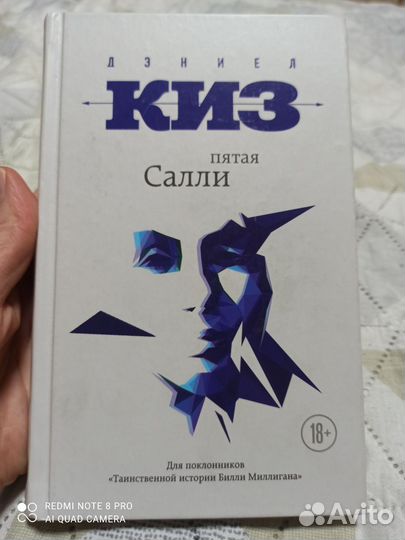 ДЭНИЕЛ
КИЗ
пятая
Салли
18+
Для поклонников
«Таинственной истории Билли Миллигана»
REDMI NOTE 8 PRO
AI QUAD CAMERA
Avito